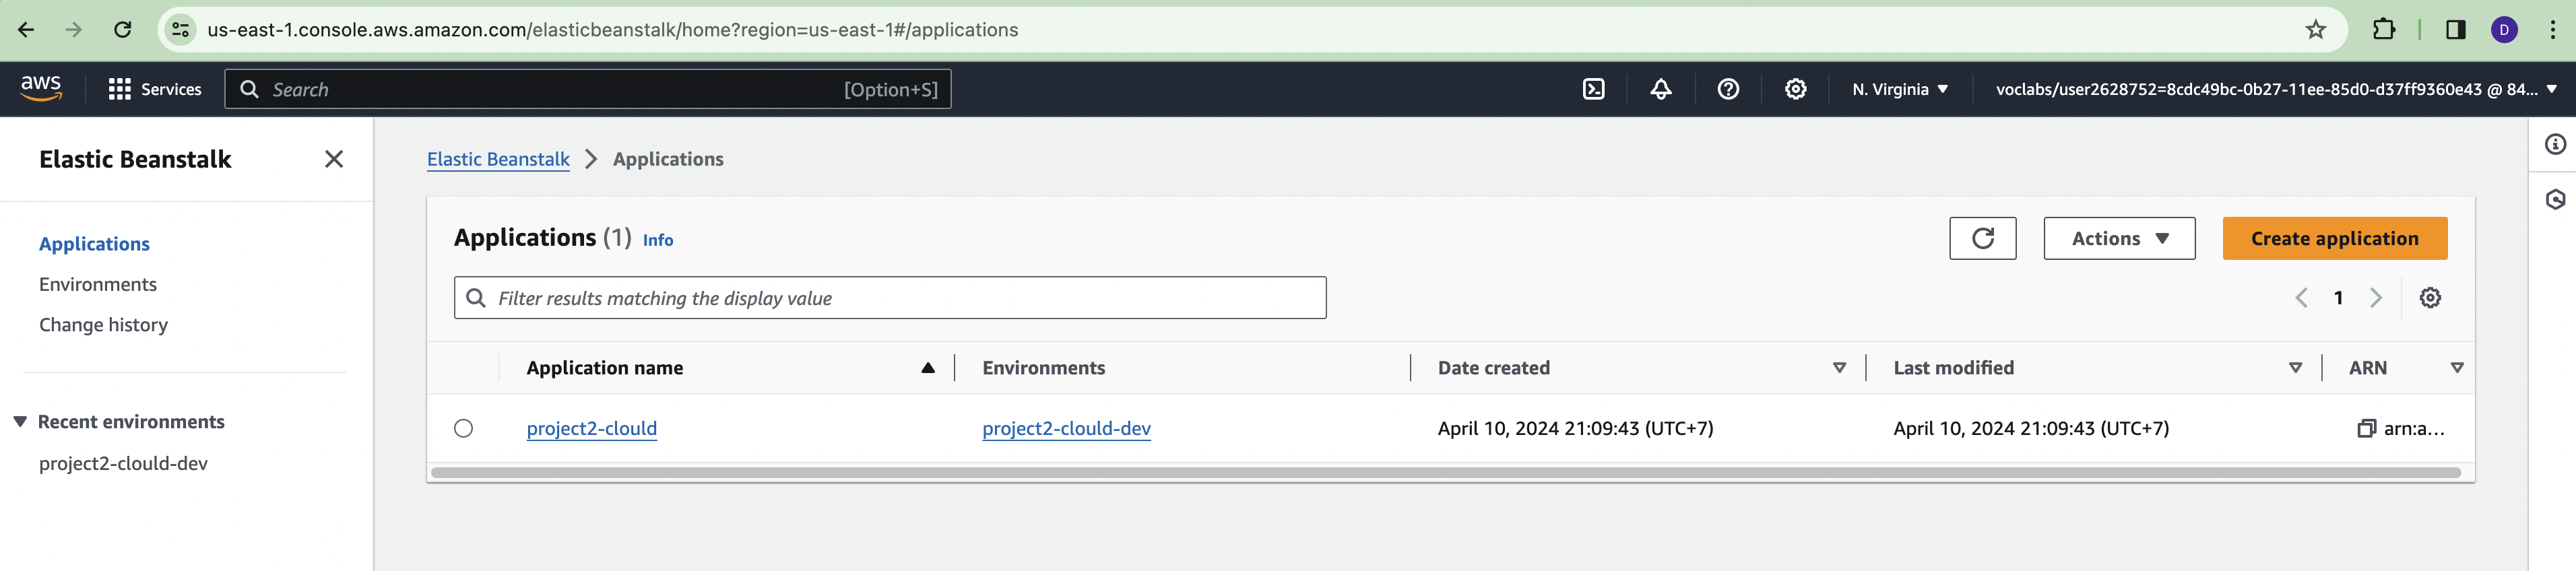 us-east-1.console.aws.amazon.com/elasticbeanstalk/home?region=us-east-1#/applications
D
aws
Services
Search
[Option+S]
N. Virginia
voclabs/user2628752=8cdc49bc-0b27-11ee-85d0-d37ff9360e43 @ 84...
Elastic Beanstalk
Applications
Environments
Change history
Recent environments
project2-clould-dev
Elastic Beanstalk > Applications
Applications (1) Info
Actions
Create application
Filter results matching the display value
1
Application name Environments Date created Last modified ARN
project2-clould project2-clould-dev April 10, 2024 21:09:43 (UTC+7) April 10, 2024 21:09:43 (UTC+7) arn:a...